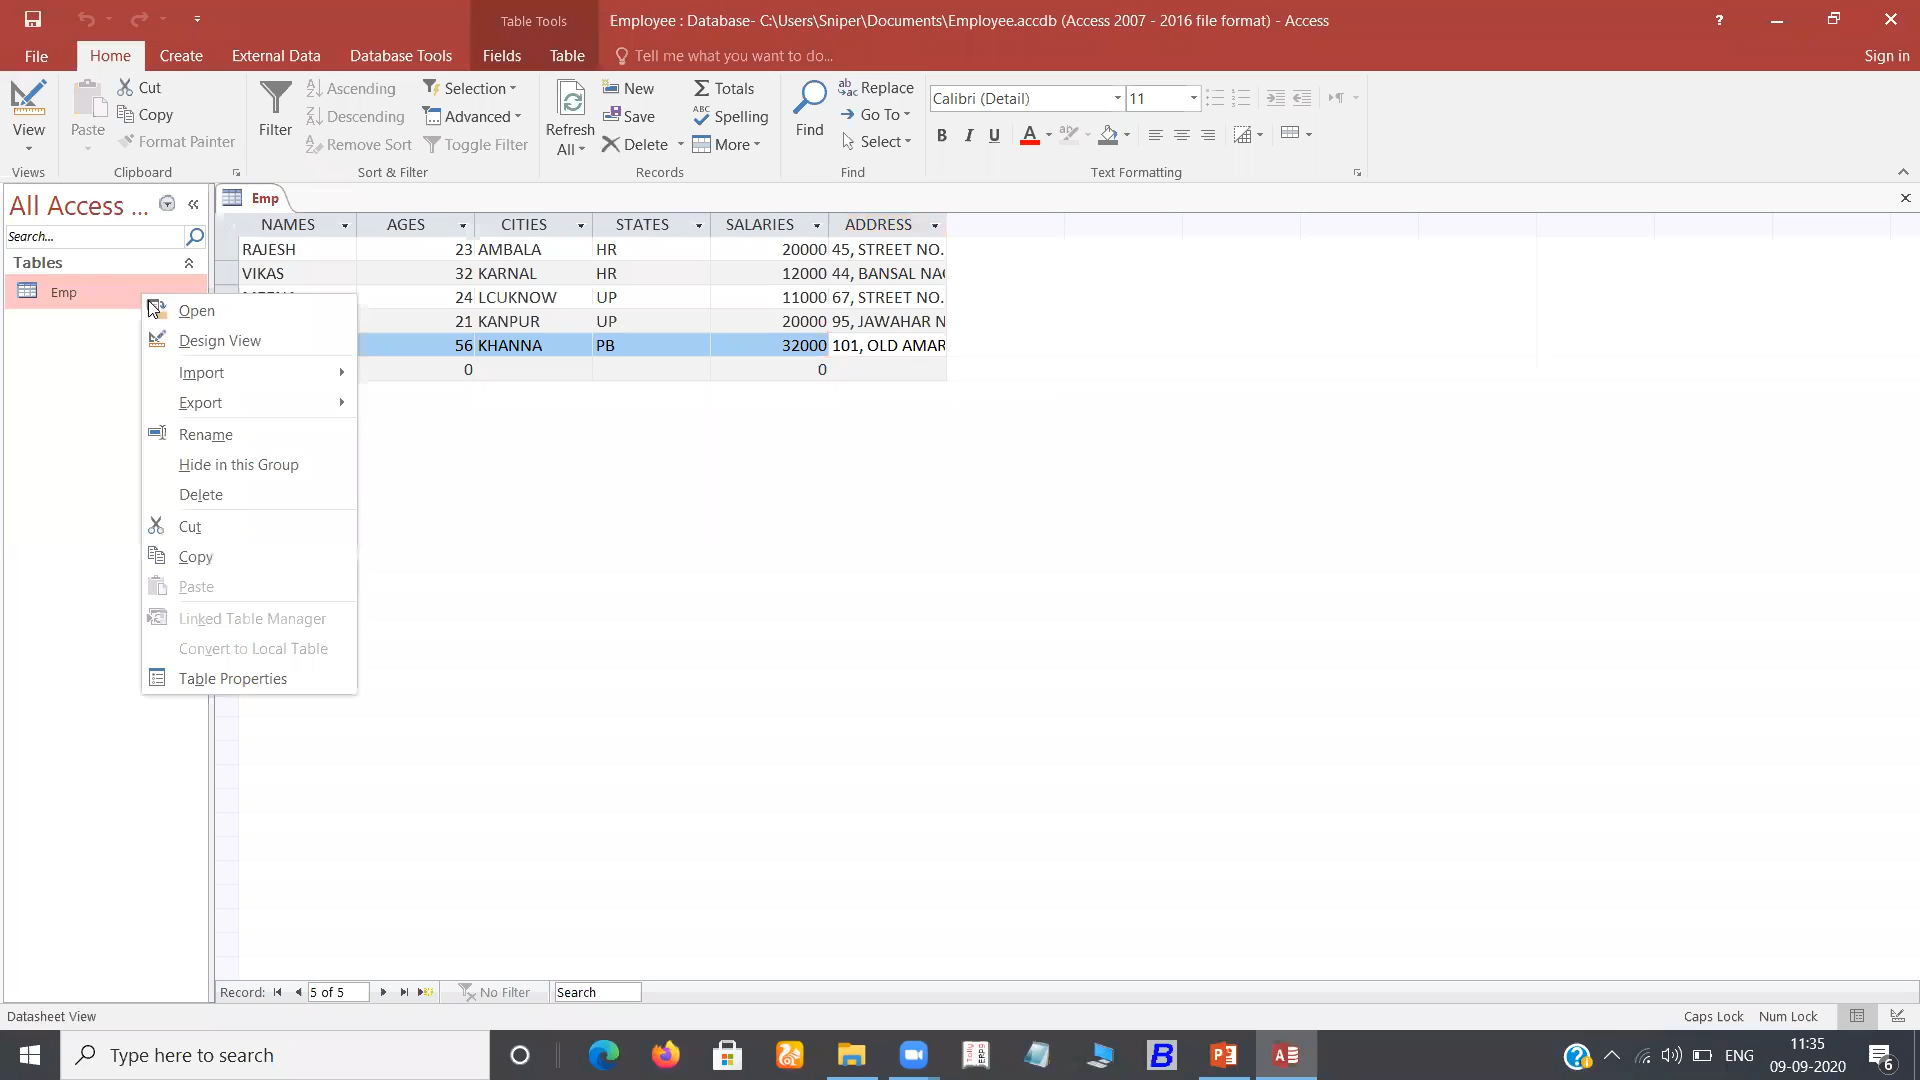 Table Tools
Employee : Database- C:\Users\Sniper\Documents\Employee.accdb (Access 2007 - 2016 file format) - Access
?
File
Home
Create
External Data
Database Tools
Fields
Table
Tell me what you want to do...
Sign in
View
Paste
Cut
Copy
Format Painter
Filter
Ascending
Descending
Remove Sort
Selection
Advanced
Toggle Filter
Refresh
All
New
Save
Delete
Totals
Spelling
More
Find
Replace
Go To
Select
Calibri (Detail)
11
B I U A
Views
Clipboard
Sort & Filter
Records
Find
Text Formatting
All Access ...
Search...
Tables
Emp
Emp
NAMES AGES CITIES STATES SALARIES ADDRESS
RAJESH 23 AMBALA HR 20000 45, STREET NO.
VIKAS 32 KARNAL HR 12000 44, BANSAL NAG
24 LCUKNOW UP 11000 67, STREET NO.
21 KANPUR UP 20000 95, JAWAHAR N
56 KHANNA PB 32000 101, OLD AMAR
0 0
Open
Design View
Import
Export
Rename
Hide in this Group
Delete
Cut
Copy
Paste
Linked Table Manager
Convert to Local Table
Table Properties
Record: 5 of 5 No Filter Search
Datasheet View
Caps Lock Num Lock
Type here to search
ENG
11:35
09-09-2020
6